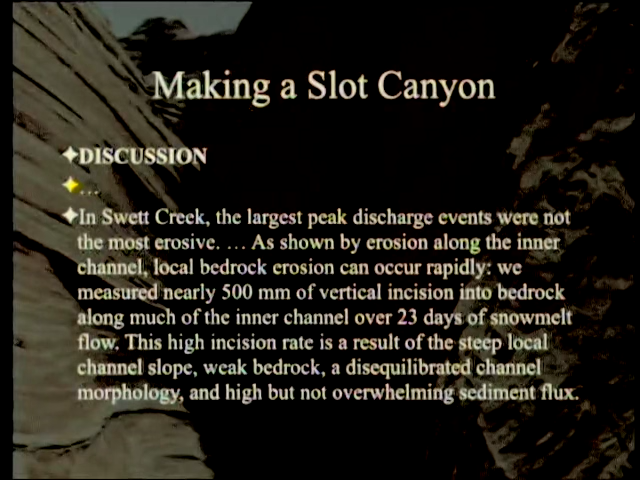 Making a Slot Canyon
DISCUSSION
…
In Swett Creek, the largest peak discharge events were not
the most erosive. … As shown by erosion along the inner
channel, local bedrock erosion can occur rapidly: we
measured nearly 500 mm of vertical incision into bedrock
along much of the inner channel over 23 days of snowmelt
flow. This high incision rate is a result of the steep local
channel slope, weak bedrock, a disequilibrated channel
morphology, and high but not overwhelming sediment flux.